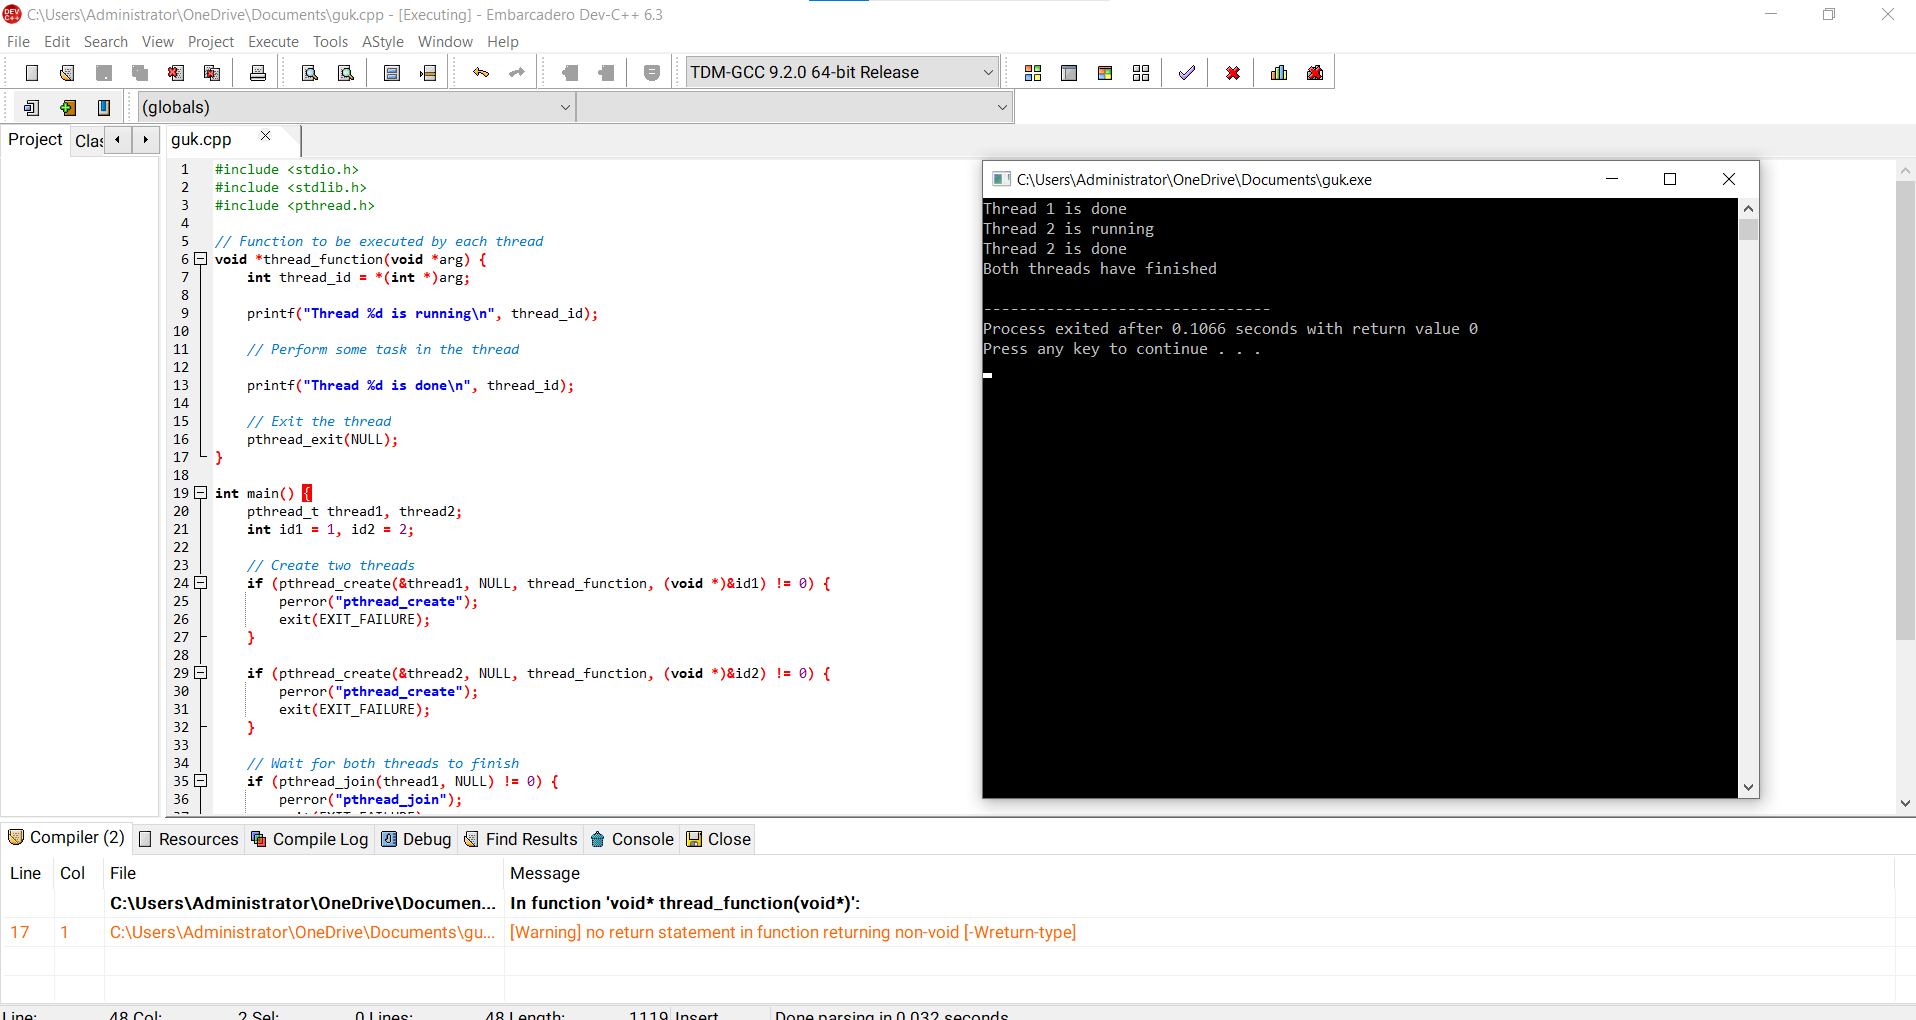 C:\Users\Administrator\OneDrive\Documents\guk.cpp - [Executing] - Embarcadero Dev-C++ 6.3
File Edit Search View Project Execute Tools AStyle Window Help
TDM-GCC 9.2.0 64-bit Release
(globals)
Project Clas
guk.cpp
1 #include <stdio.h>
2 #include <stdlib.h>
3 #include <pthread.h>
4
5 // Function to be executed by each thread
6 void *thread_function(void *arg) {
7 int thread_id = *(int *)arg;
8
9 printf("Thread %d is running\n", thread_id);
10
11 // Perform some task in the thread
12
13 printf("Thread %d is done\n", thread_id);
14
15 // Exit the thread
16 pthread_exit(NULL);
17 }
18
19 int main() {
20 pthread_t thread1, thread2;
21 int id1 = 1, id2 = 2;
22
23 // Create two threads
24 if (pthread_create(&thread1, NULL, thread_function, (void *)&id1) != 0) {
25 perror("pthread_create");
26 exit(EXIT_FAILURE);
27 }
28
29 if (pthread_create(&thread2, NULL, thread_function, (void *)&id2) != 0) {
30 perror("pthread_create");
31 exit(EXIT_FAILURE);
32 }
33
34 // Wait for both threads to finish
35 if (pthread_join(thread1, NULL) != 0) {
36 perror("pthread_join");
C:\Users\Administrator\OneDrive\Documents\guk.exe
Thread 1 is done
Thread 2 is running
Thread 2 is done
Both threads have finished
--------------------------------
Process exited after 0.1066 seconds with return value 0
Press any key to continue . . .
Compiler (2) Resources Compile Log Debug Find Results Console Close
Line Col File Message
C:\Users\Administrator\OneDrive\Documen... In function 'void* thread_function(void*)':
17 1 C:\Users\Administrator\OneDrive\Documents\gu... [Warning] no return statement in function returning non-void [-Wreturn-type]
Line: 48 Col: 2 Sel: 0 Lines: 48 Length: 1119 Insert Done parsing in 0.032 seconds